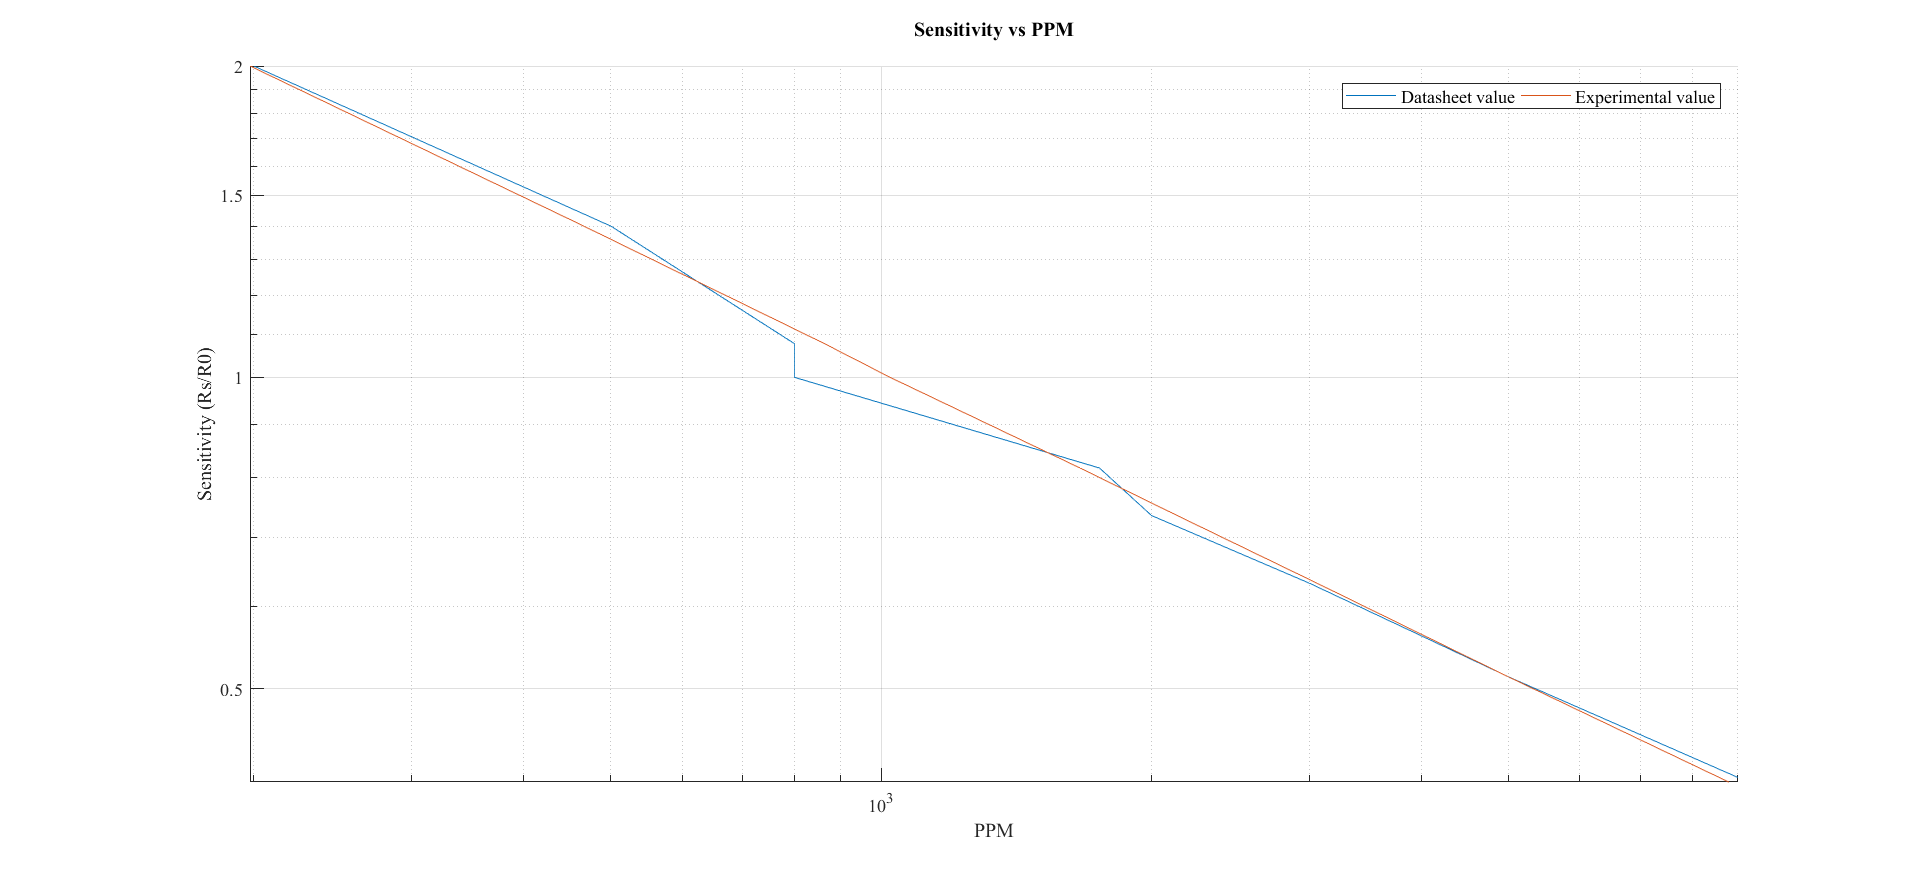 Sensitivity vs PPM
Datasheet value Experimental value
2
1.5
1
0.5
Sensitivity (Rs/R0)
10^3
PPM